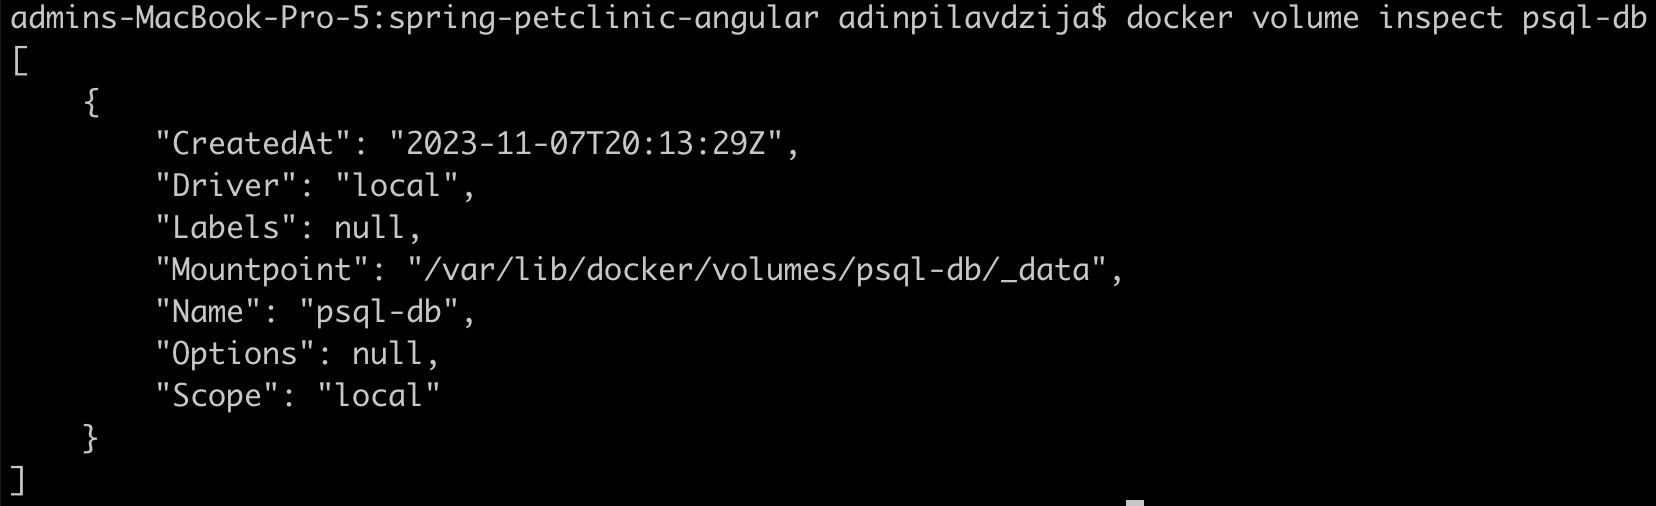 admins-MacBook-Pro-5:spring-petclinic-angular adinpilavdzija$ docker volume inspect psql-db
[
    {
        "CreatedAt": "2023-11-07T20:13:29Z",
        "Driver": "local",
        "Labels": null,
        "Mountpoint": "/var/lib/docker/volumes/psql-db/_data",
        "Name": "psql-db",
        "Options": null,
        "Scope": "local"
    }
]